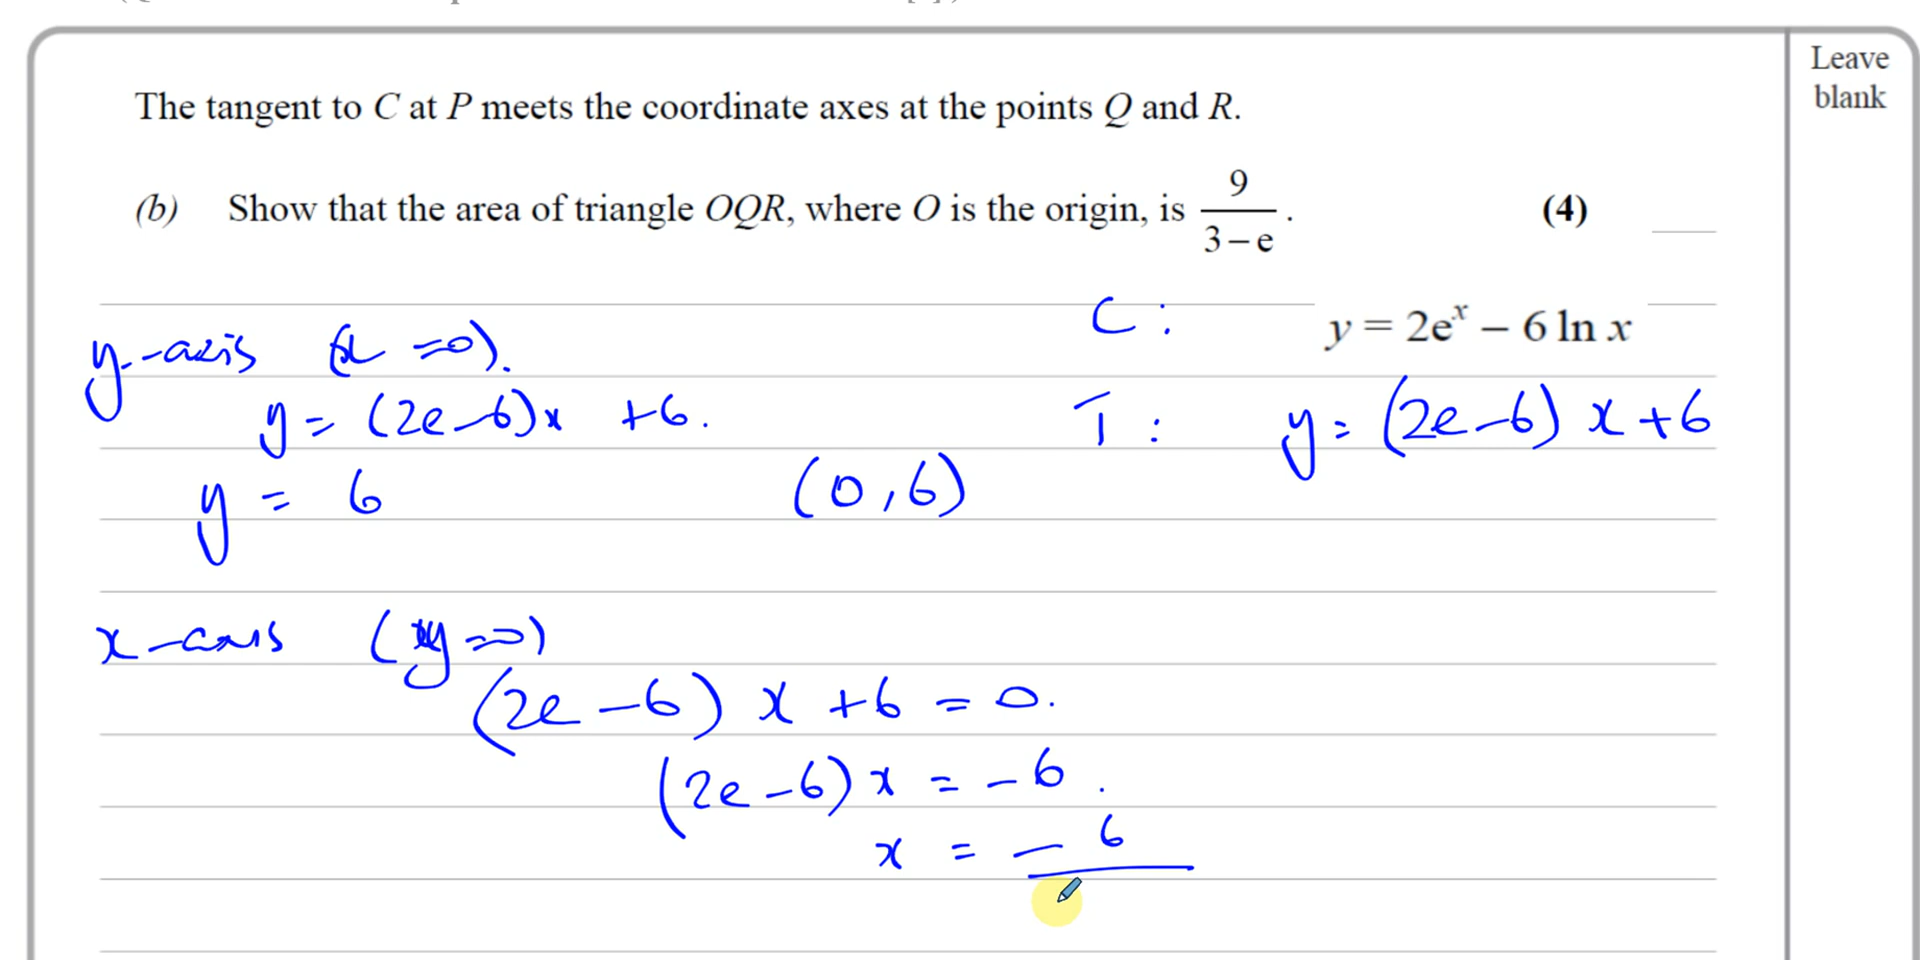 Leave
blank
The tangent to C at P meets the coordinate axes at the points Q and R.
(b) Show that the area of triangle OQR, where O is the origin, is 9/(3 – e). (4)
C: y = 2e^x – 6 ln x
y-axis (x =0).
y = (2e-6)x +6.
T: y = (2e-6) x +6
y = 6 (0,6)
x-axis (y=0)
(2e -6) x +6 = 0.
(2e-6) x = -6.
x = - 6